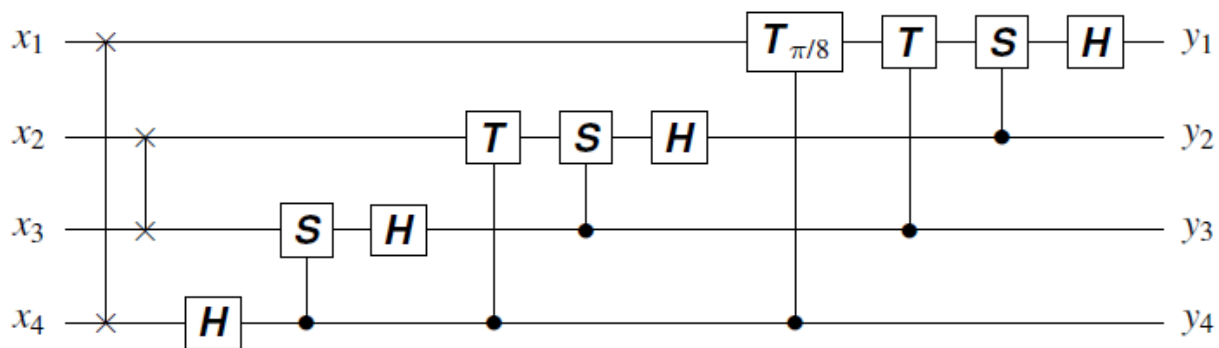 x₁ T π/8 T S H y₁
x₂ T S H y₂
x₃ S H y₃
x₄ H y₄